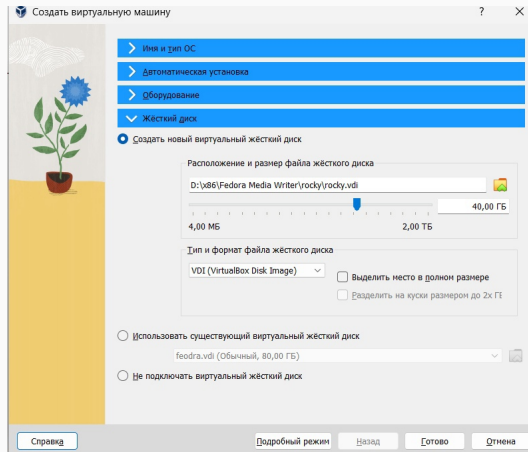 Создать виртуальную машину ? ×
Имя и тип ОС
Автоматическая установка
Оборудование
Жёсткий диск
Создать новый виртуальный жёсткий диск
Расположение и размер файла жёсткого диска
D:\x86\Fedora Media Writer\rocky\rocky.vdi
40,00 ГБ
4,00 МБ 2,00 ТБ
Тип и формат файла жёсткого диска
VDI (VirtualBox Disk Image)
Выделить место в полном размере
Разделить на куски размером до 2х ГБ
Использовать существующий виртуальный жёсткий диск
feodra.vdi (Обычный, 80,00 ГБ)
Не подключать виртуальный жёсткий диск
Справка Подробный режим Назад Готово Отмена